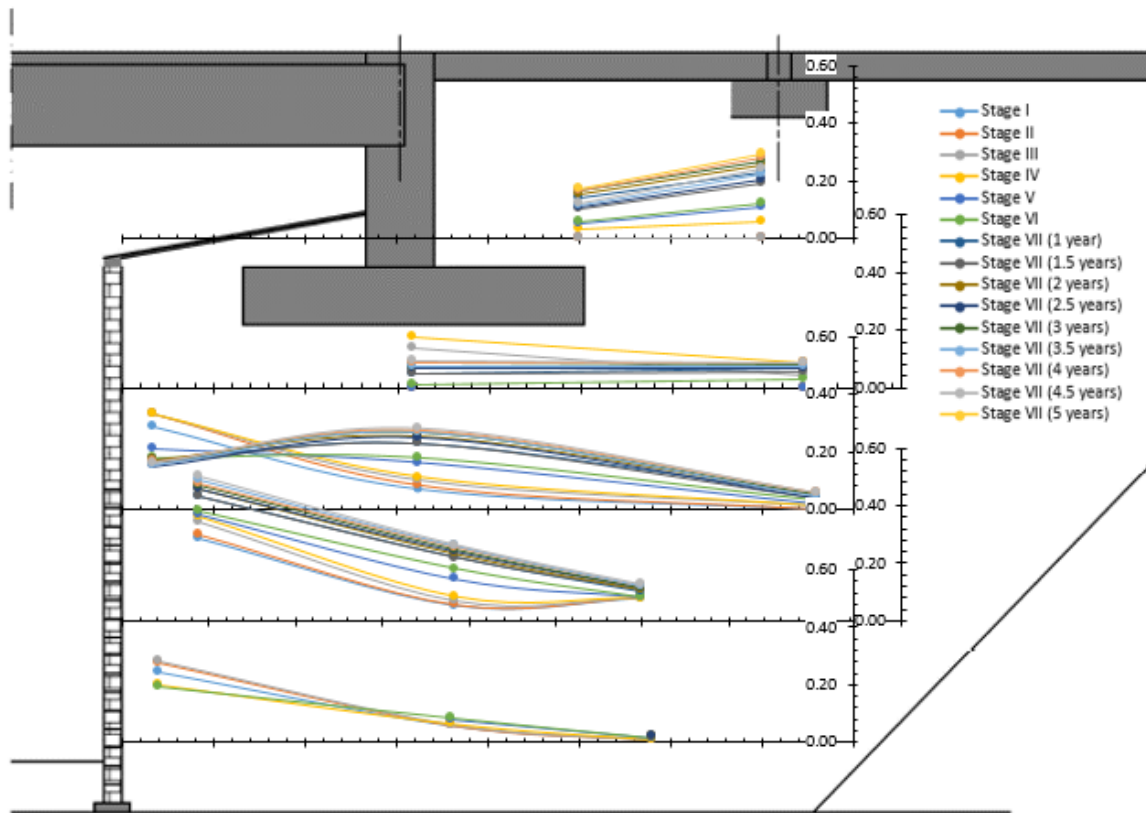 0.60
0.40
0.20
0.00
0.60
0.40
0.20
0.00
0.60
0.40
0.20
0.00
0.60
0.40
0.20
0.00
0.60
0.40
0.20
0.00
Stage I
Stage II
Stage III
Stage IV
Stage V
Stage VI
Stage VII (1 year)
Stage VII (1.5 years)
Stage VII (2 years)
Stage VII (2.5 years)
Stage VII (3 years)
Stage VII (3.5 years)
Stage VII (4 years)
Stage VII (4.5 years)
Stage VII (5 years)